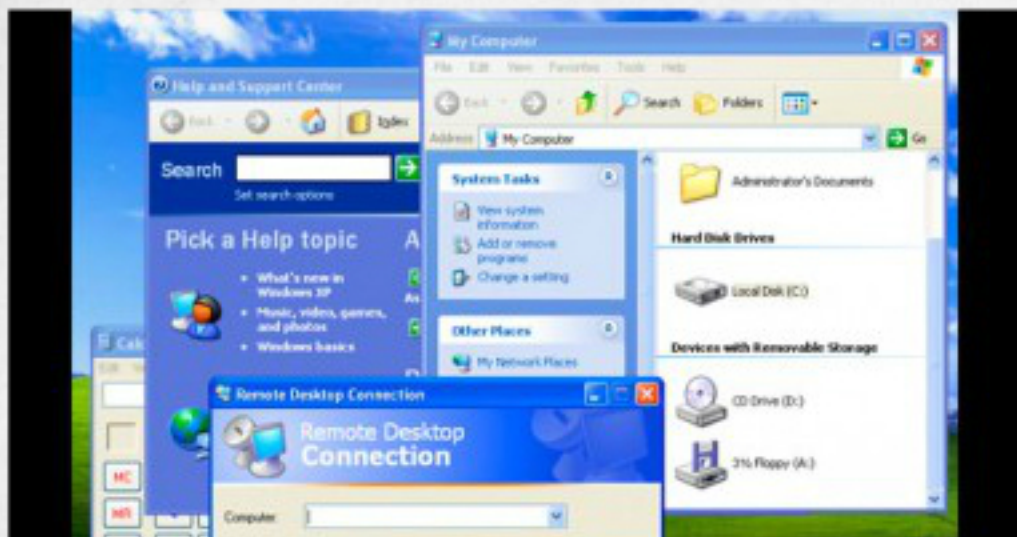 My Computer
File Edit View Favorites Tools Help
Back
Search Folders
Address My Computer
Go
System Tasks
View system
information
Add or remove
programs
Change a setting
Other Places
My Network Places
Administrator's Documents
Hard Disk Drives
Local Disk (C:)
Devices with Removable Storage
CD Drive (D:)
3½ Floppy (A:)
Help and Support Center
Back
Index
Search
Set search options
Pick a Help topic
A
What's new in
Windows XP
Music, video, games,
and photos
Windows basics
As
Calc
Edit
MC
MR
Remote Desktop Connection
Remote Desktop
Connection
Computer: